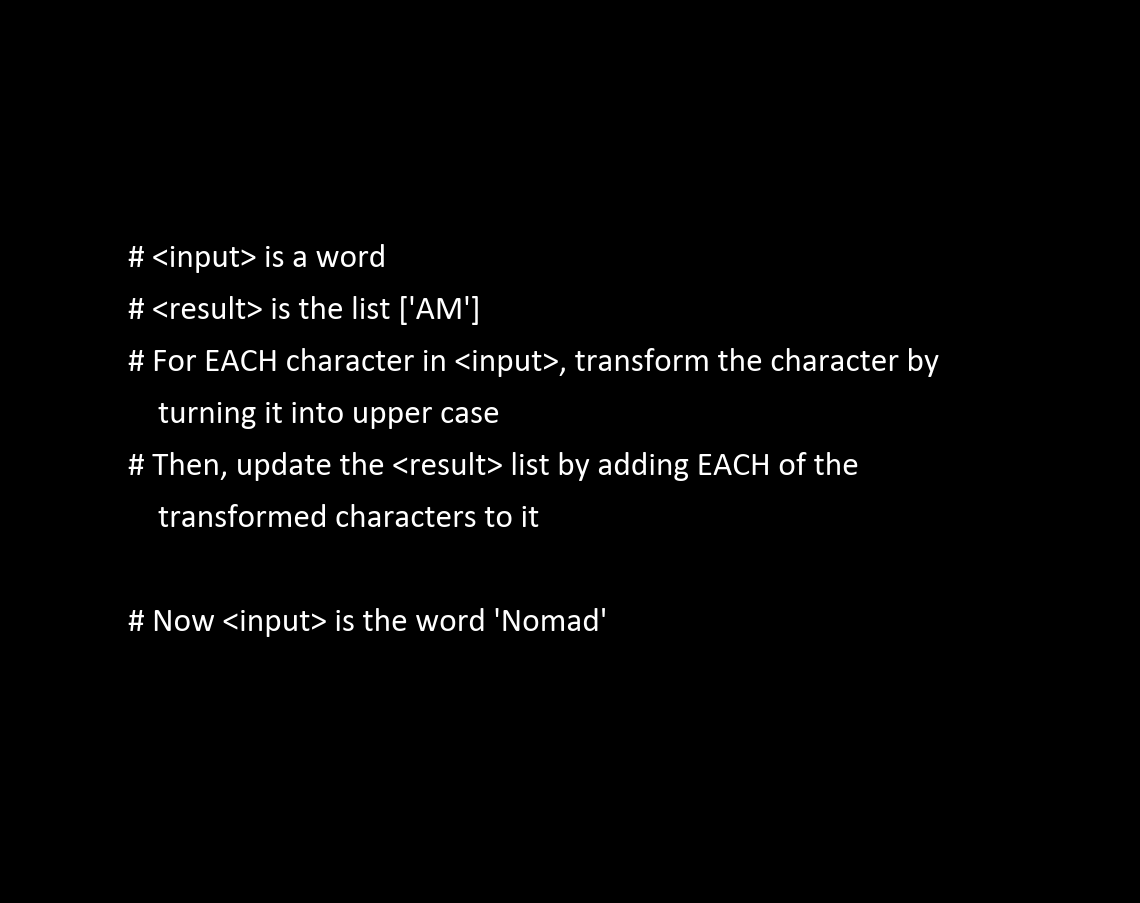 # <input> is a word
# <result> is the list ['AM']
# For EACH character in <input>, transform the character by
turning it into upper case
# Then, update the <result> list by adding EACH of the
transformed characters to it
# Now <input> is the word 'Nomad'